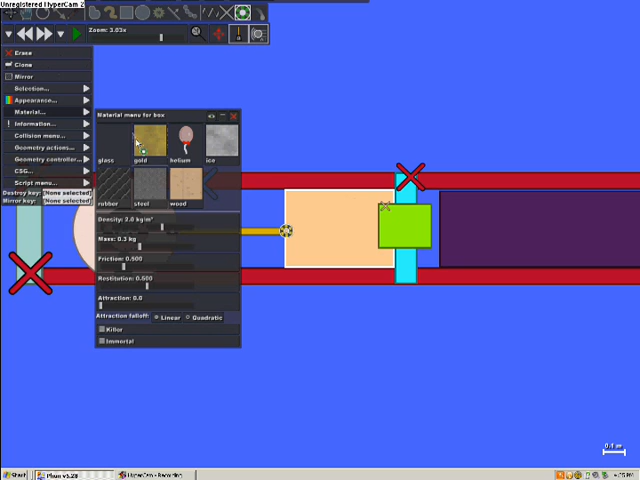 Unregistered HyperCam 2
Zoom: 3.03x
Erase
Clone
Mirror
Selection...
Appearance...
Material...
Information...
Collision menu...
Geometry actions...
Geometry controller...
CSG...
Script menu...
Destroy key: [None selected]
Mirror key: [None selected]
Material menu for box
glass gold helium ice
rubber steel wood
Density: 2.0 kg/m²
Mass: 0.3 kg
Friction: 0.500
Restitution: 0.500
Attraction: 0.0
Attraction falloff: Linear Quadratic
Killer
Immortal
Start
Phun v5.28
HyperCam - Recording